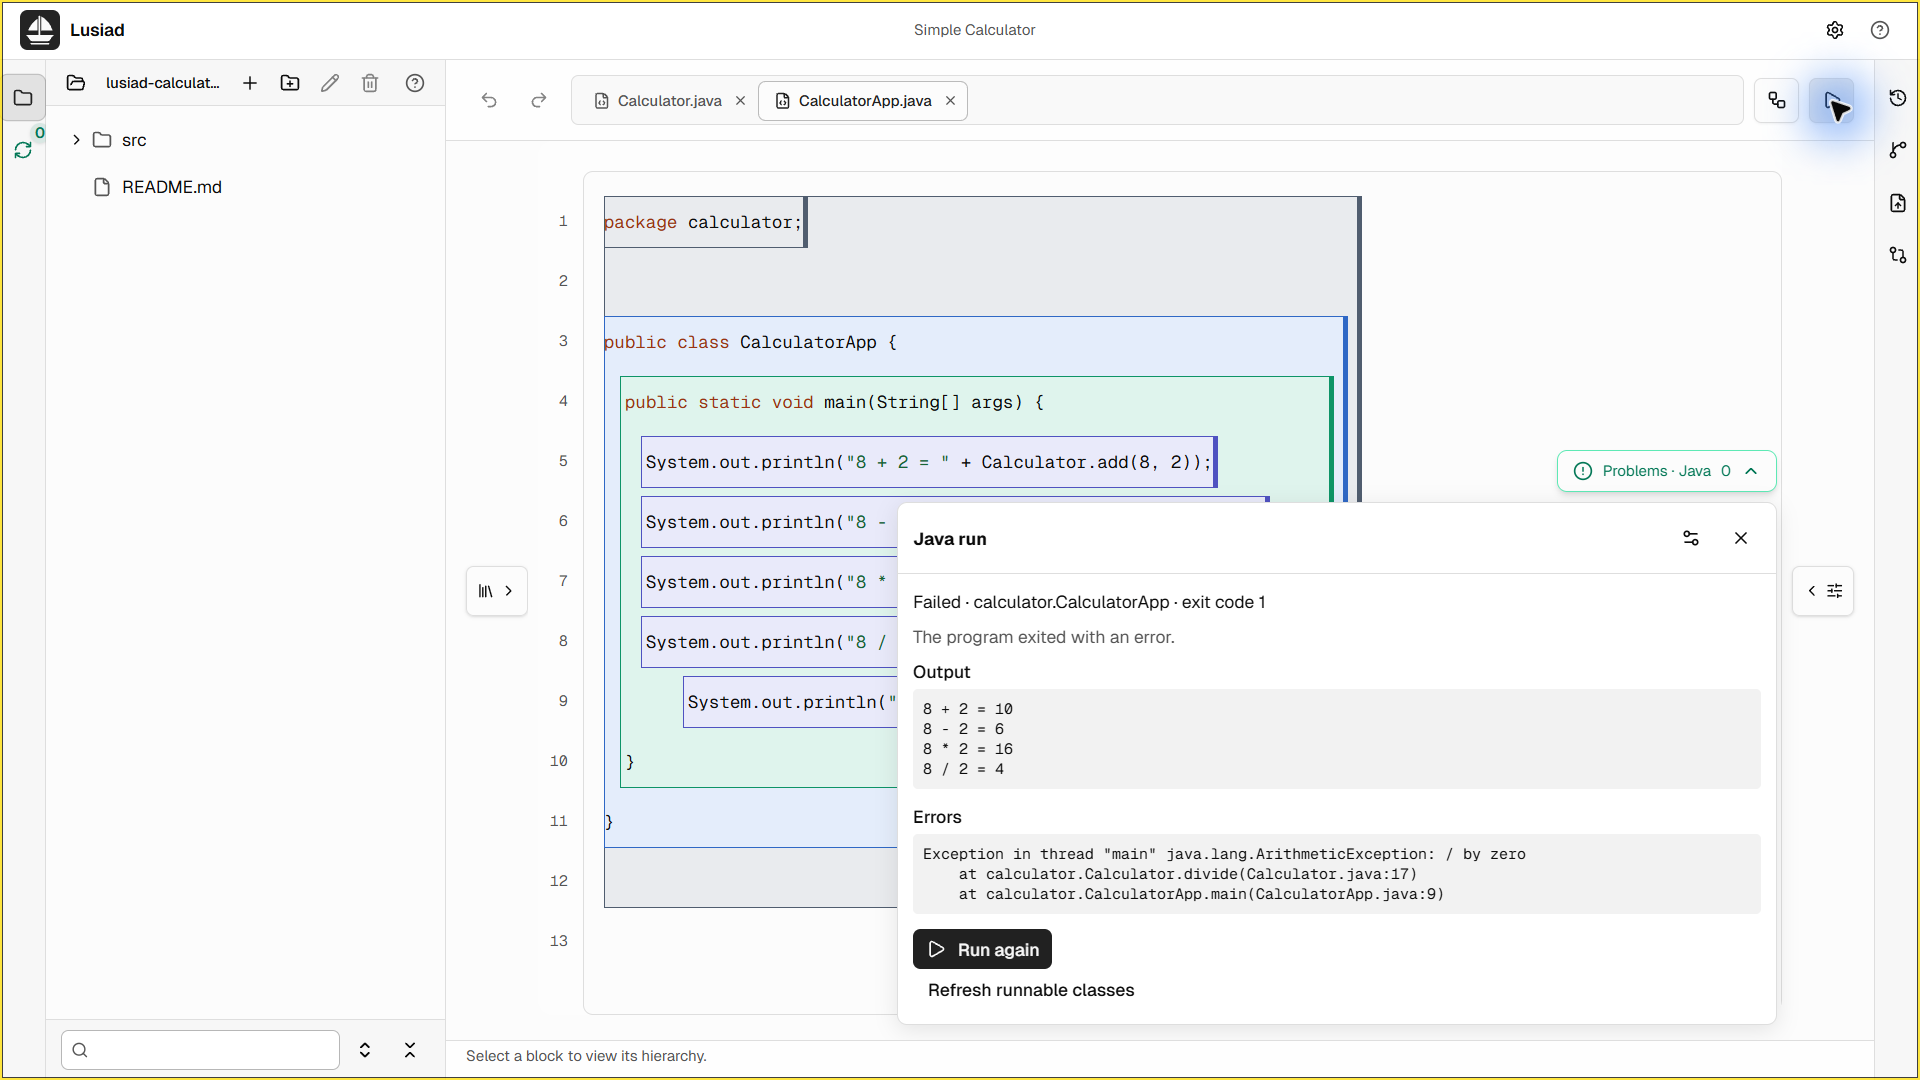 Lusiad
Simple Calculator
lusiad-calculat...
Calculator.java
CalculatorApp.java
0
src
README.md
1 package calculator;
2
3 public class CalculatorApp {
4 public static void main(String[] args) {
5 System.out.println("8 + 2 = " + Calculator.add(8, 2));
6 System.out.println("8 -
7 System.out.println("8 *
8 System.out.println("8 /
9 System.out.println("
10 }
11 }
12
13
Problems · Java 0
Java run
Failed · calculator.CalculatorApp · exit code 1
The program exited with an error.
Output
8 + 2 = 10
8 - 2 = 6
8 * 2 = 16
8 / 2 = 4
Errors
Exception in thread "main" java.lang.ArithmeticException: / by zero
at calculator.Calculator.divide(Calculator.java:17)
at calculator.CalculatorApp.main(CalculatorApp.java:9)
Run again
Refresh runnable classes
Select a block to view its hierarchy.